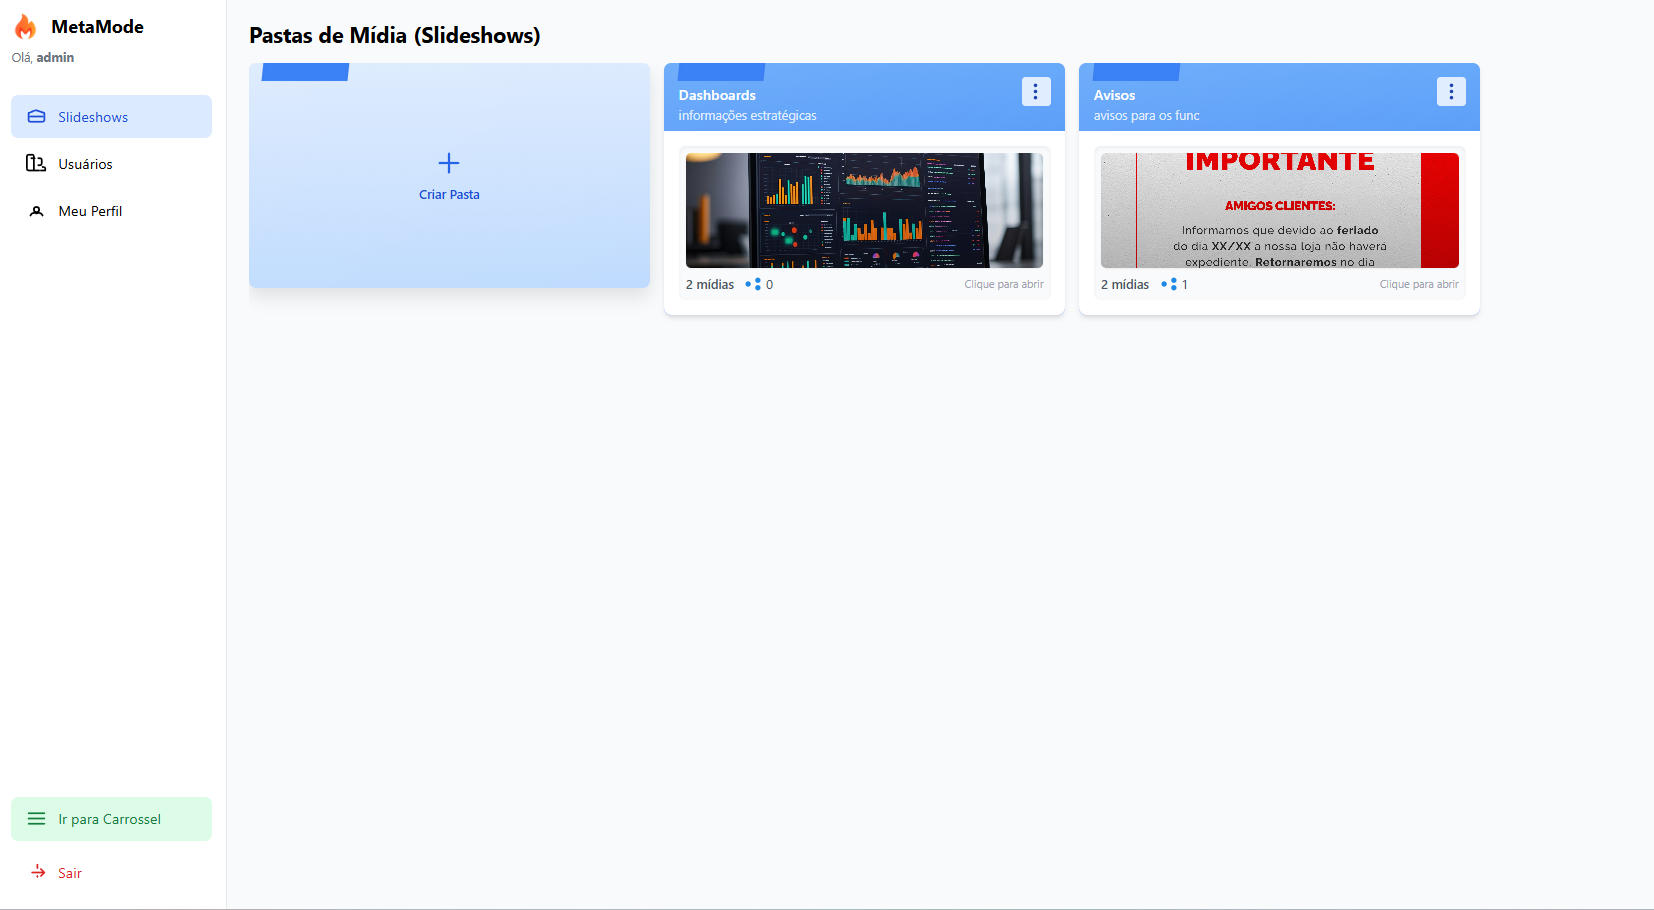 MetaMode
Olá, admin
Slideshows
Usuários
Meu Perfil
Ir para Carrossel
Sair
Pastas de Mídia (Slideshows)
Criar Pasta
Dashboards
informações estratégicas
2 mídias 0
Clique para abrir
Avisos
avisos para os func
IMPORTANTE
AMIGOS CLIENTES:
Informamos que devido ao feriado
do dia XX/XX a nossa loja não haverá
expediente. Retornaremos no dia
2 mídias 1
Clique para abrir